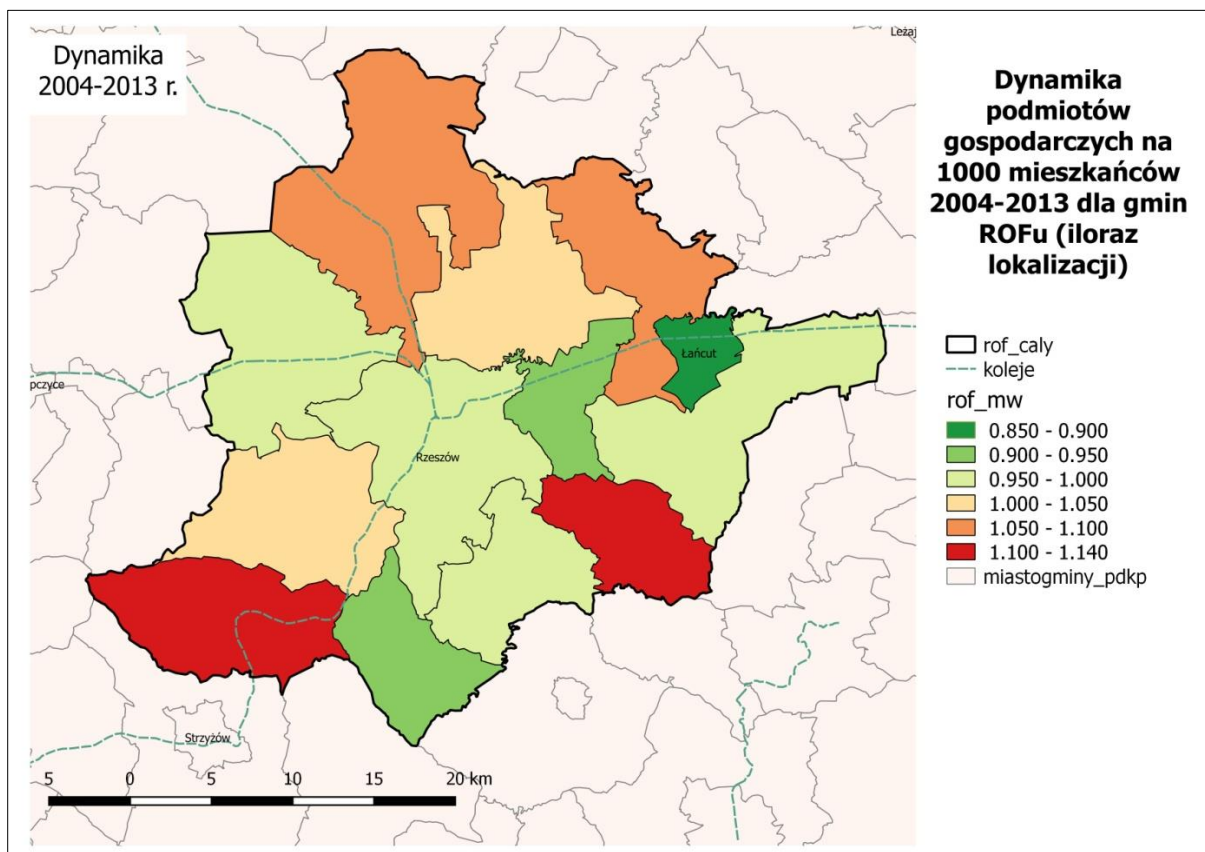 Dynamika
2004-2013 r.
Leżaj
pczyce
Łańcut
Rzeszów
Strzyżów
5 0 5 10 15 20 km
Dynamika
podmiotów
gospodarczych na
1000 mieszkańców
2004-2013 dla gmin
ROFu (iloraz
lokalizacji)
rof_caly
koleje
rof_mw
0.850 - 0.900
0.900 - 0.950
0.950 - 1.000
1.000 - 1.050
1.050 - 1.100
1.100 - 1.140
miastogminy_pdkp